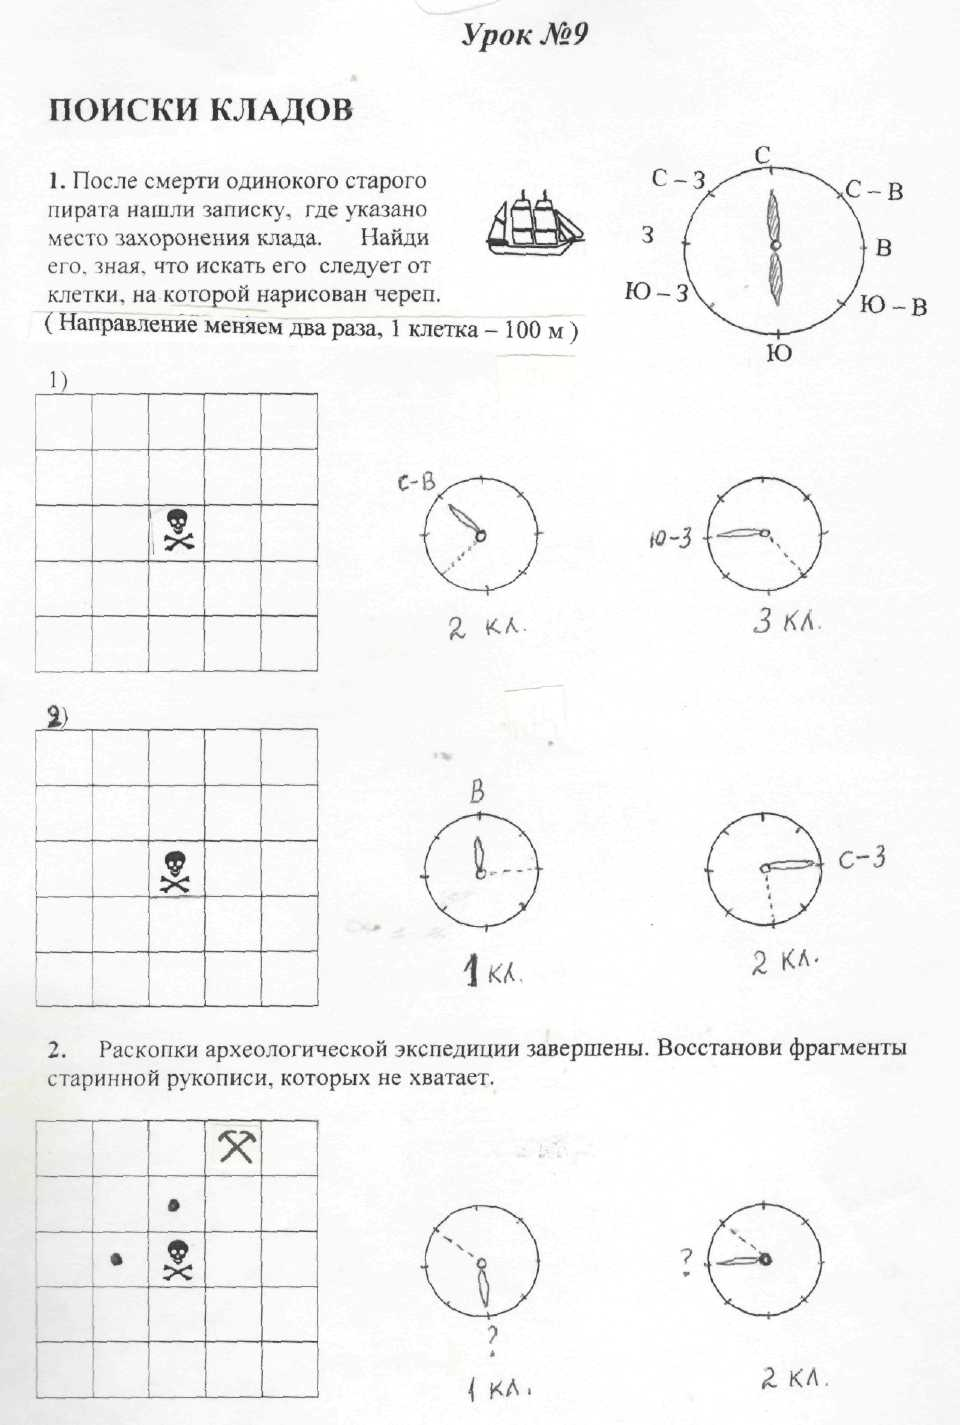 Урок №9
ПОИСКИ КЛАДОВ
1. После смерти одинокого старого
пирата нашли записку, где указано
место захоронения клада. Найди
его, зная, что искать его следует от
клетки, на которой нарисован череп.
( Направление меняем два раза, 1 клетка – 100 м )
С
С – З
С – В
З
В
Ю – З
Ю – В
Ю
1)
С-В
Ю-З
2 кл.
3 кл.
2)
В
С-З
1 кл.
2 кл.
2. Раскопки археологической экспедиции завершены. Восстанови фрагменты
старинной рукописи, которых не хватает.
?
?
1 кл.
2 кл.